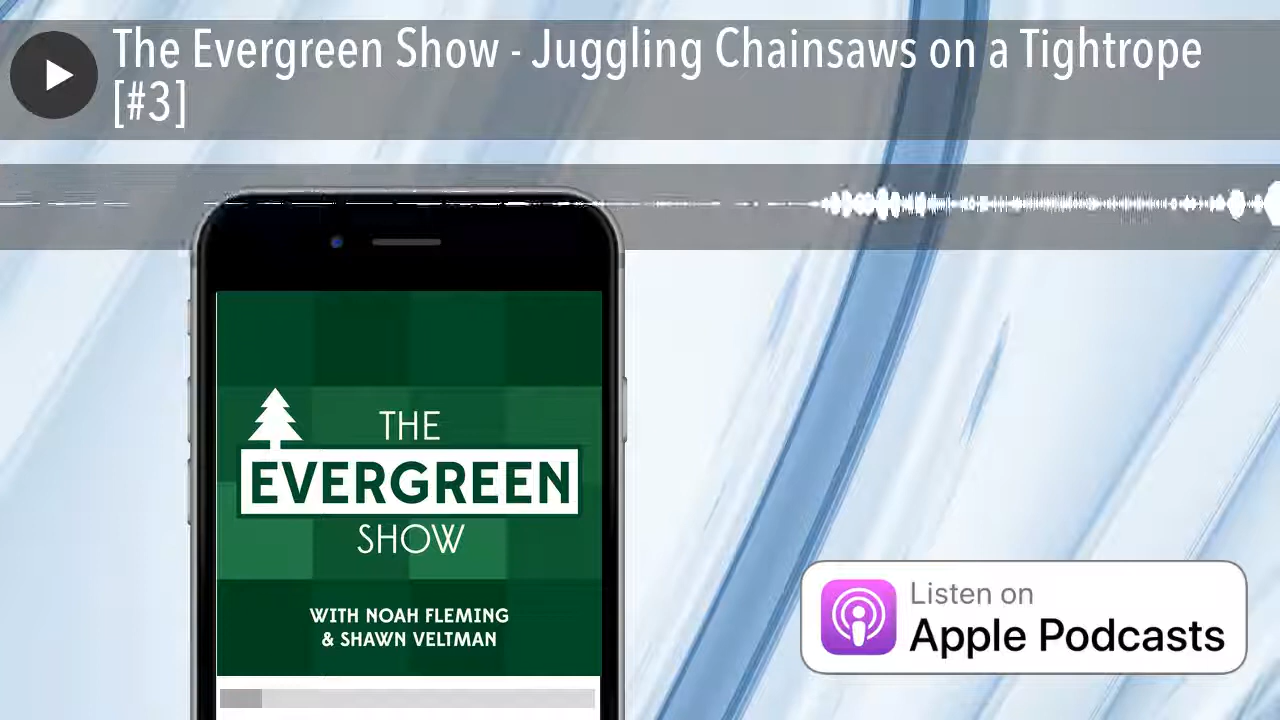 The Evergreen Show - Juggling Chainsaws on a Tightrope
[#3]
THE
EVERGREEN
SHOW
WITH NOAH FLEMING
& SHAWN VELTMAN
Listen on
Apple Podcasts